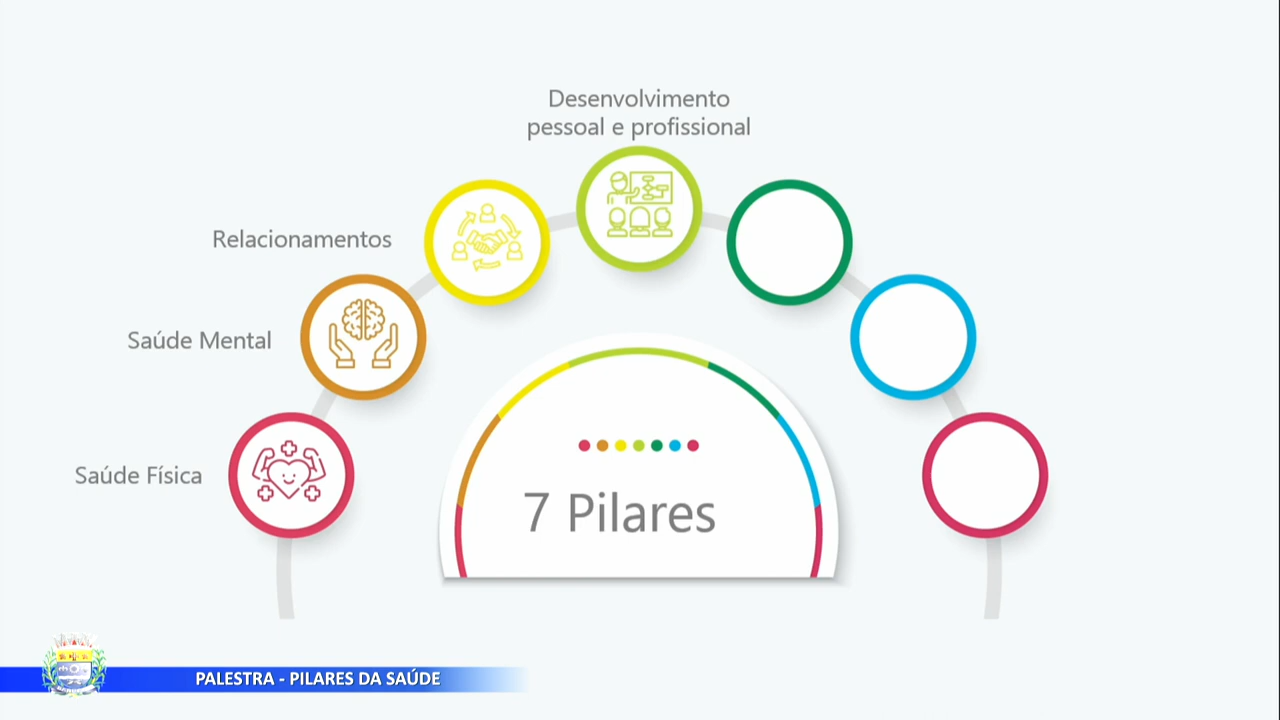 Desenvolvimento
pessoal e profissional
Relacionamentos
Saúde Mental
Saúde Física
7 Pilares
PALESTRA - PILARES DA SAÚDE